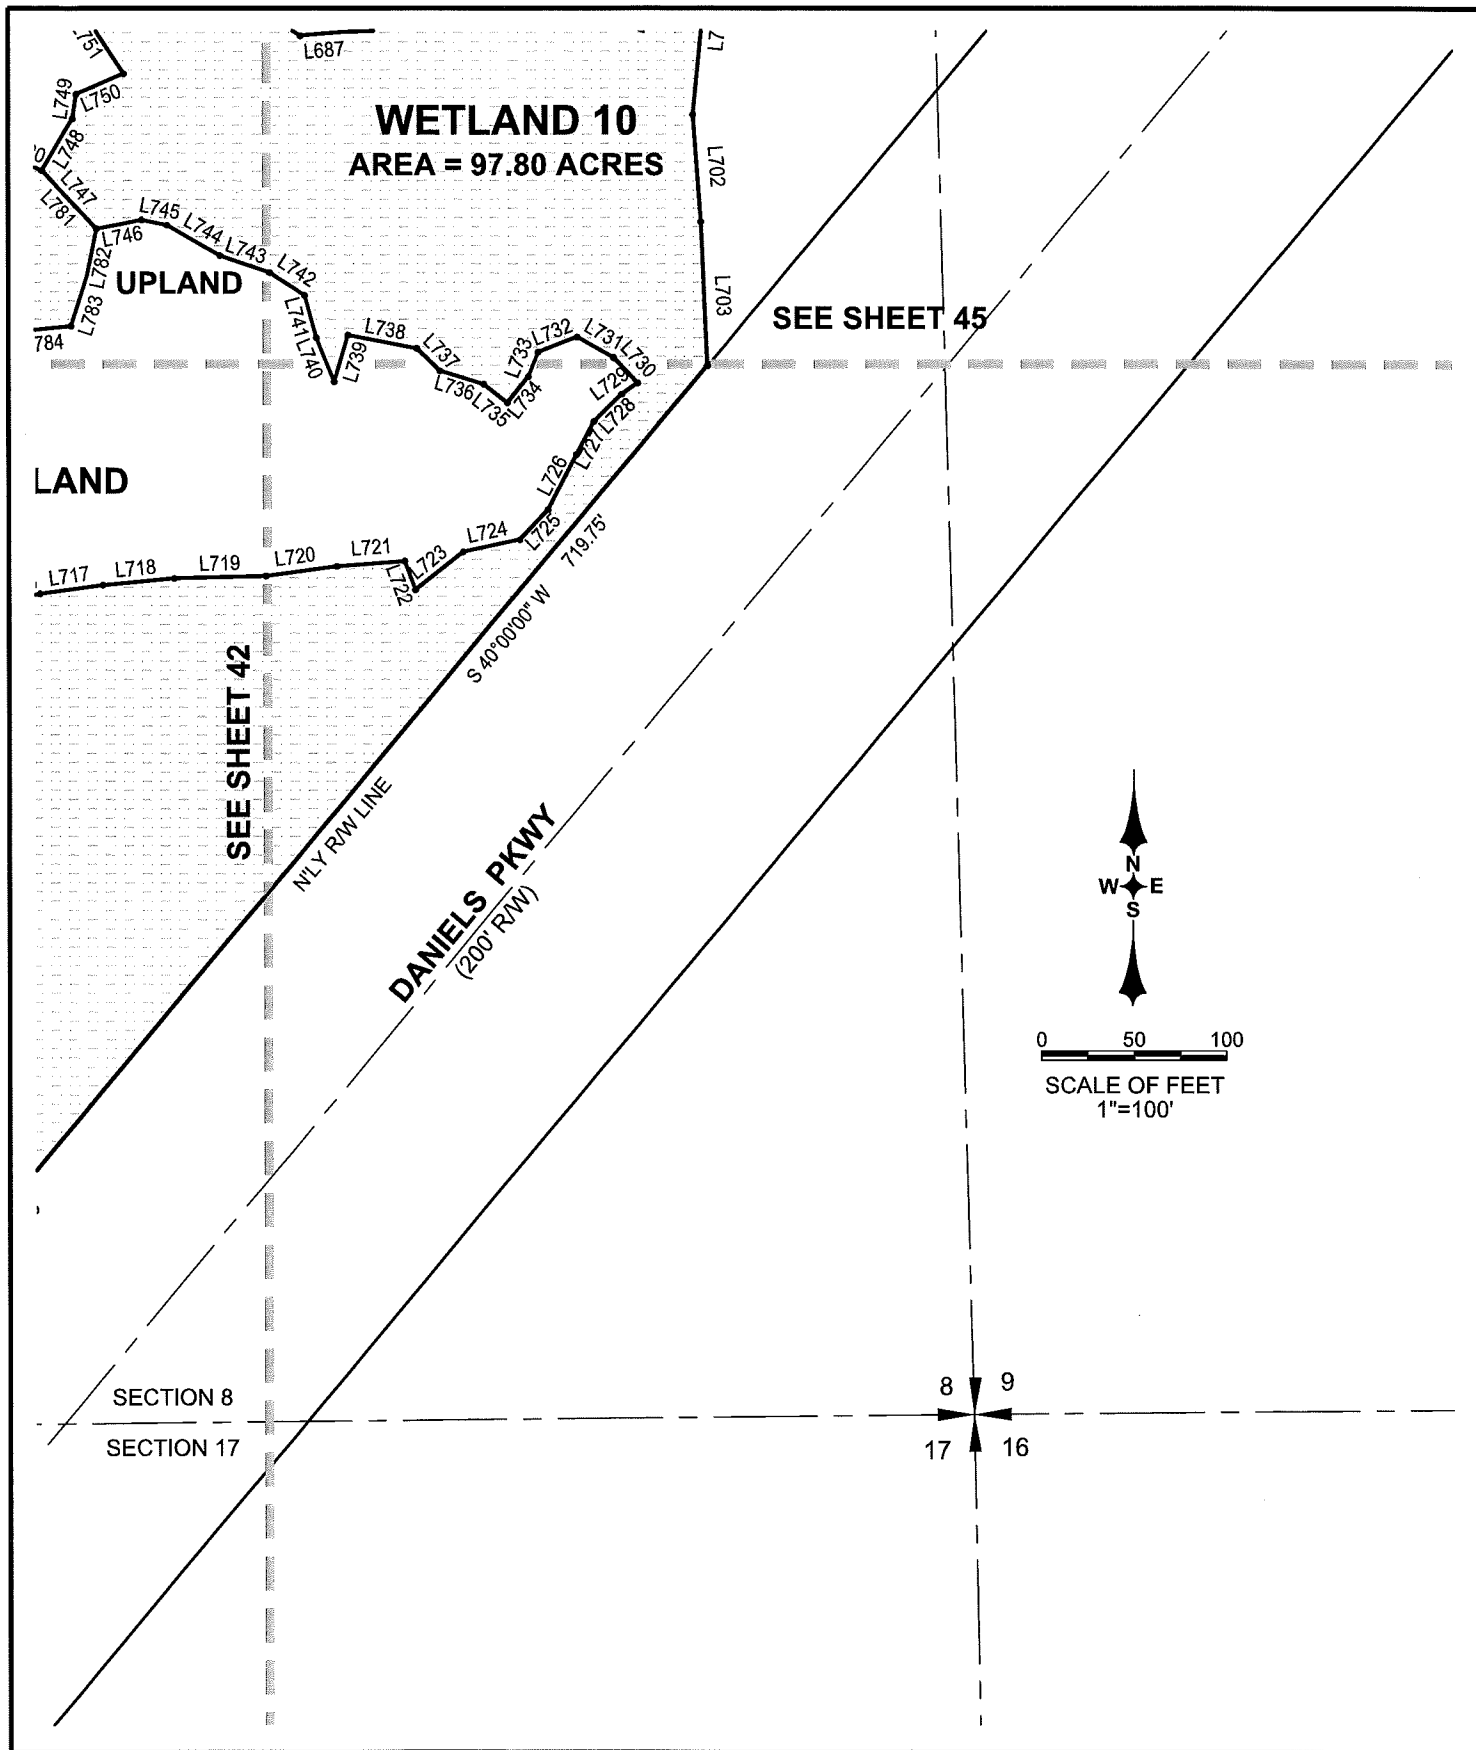 L751
L687
L7
L749
L750
WETLAND 10
AREA = 97.80 ACRES
L748
L702
L747
L781
L745
L746
L744
L743
L742
L782
UPLAND
L783
L741
L703
SEE SHEET 45
784
L740
L739
L738
L737
L736
L735
L734
L733
L732
L731
L730
L729
L728
L727
L726
LAND
L725
719.75'
L724
L723
L722
L721
L720
L719
L718
L717
S 40°00'00" W
SEE SHEET 42
N'LY R/W LINE
DANIELS PKWY
(200' R/W)
N
W E
S
0 50 100
SCALE OF FEET
1"=100'
SECTION 8
SECTION 17
8 9
17 16